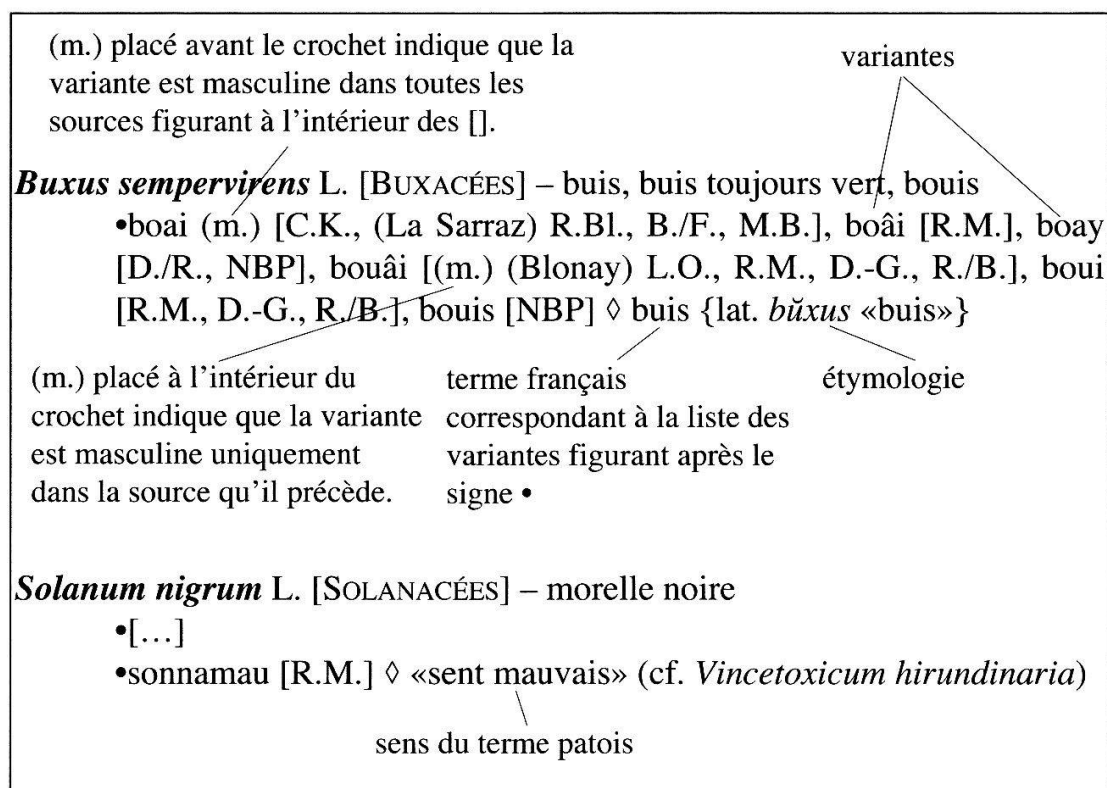 (m.) placé avant le crochet indique que la
variante est masculine dans toutes les
sources figurant à l'intérieur des [].
variantes
Buxus sempervirens L. [BUXACÉES] – buis, buis toujours vert, bouis
•boai (m.) [C.K., (La Sarraz) R.Bl., B./F., M.B.], boâi [R.M.], boay
[D./R., NBP], bouâi [(m.) (Blonay) L.O., R.M., D.-G., R./B.], boui
[R.M., D.-G., R./B.], bouis [NBP] ◊ buis {lat. bŭxus «buis»}
(m.) placé à l'intérieur du
crochet indique que la variante
est masculine uniquement
dans la source qu'il précède.
terme français
correspondant à la liste des
variantes figurant après le
signe •
étymologie
Solanum nigrum L. [SOLANACÉES] – morelle noire
•[…]
•sonnamau [R.M.] ◊ «sent mauvais» (cf. Vincetoxicum hirundinaria)
sens du terme patois